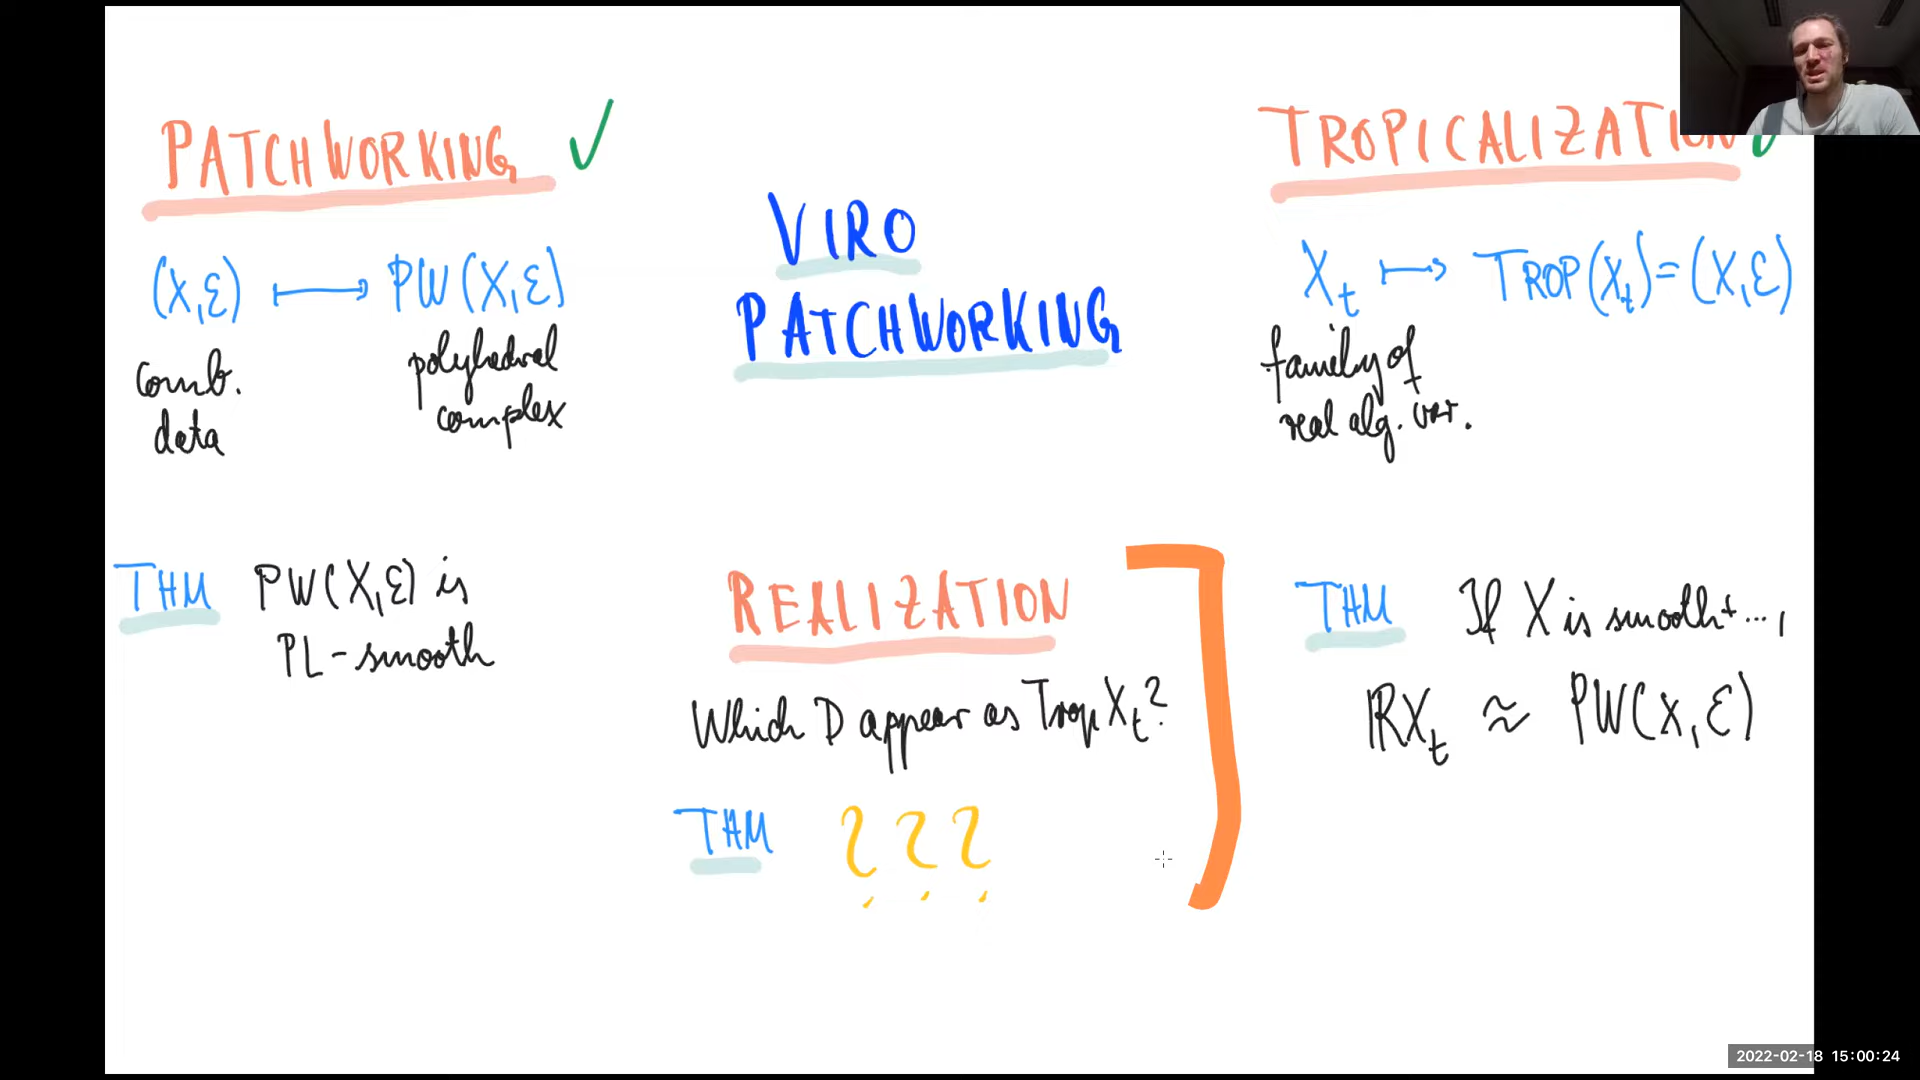 PATCHWORKING ✓
(X,ε) ↦ PW(X,ε)
comb. data
polyhedral complex
THM PW(X,ε) is
PL-smooth
VIRO
PATCHWORKING
REALIZATION
Which D appear as Trop X_t?
THM ???
TROPICALIZATION ✓
X_t ↦ TROP(X_t) = (X,ε)
family of
real alg. var.
THM If X is smooth + ...,
ℝX_t ≈ PW(X,ε)
2022-02-18 15:00:24